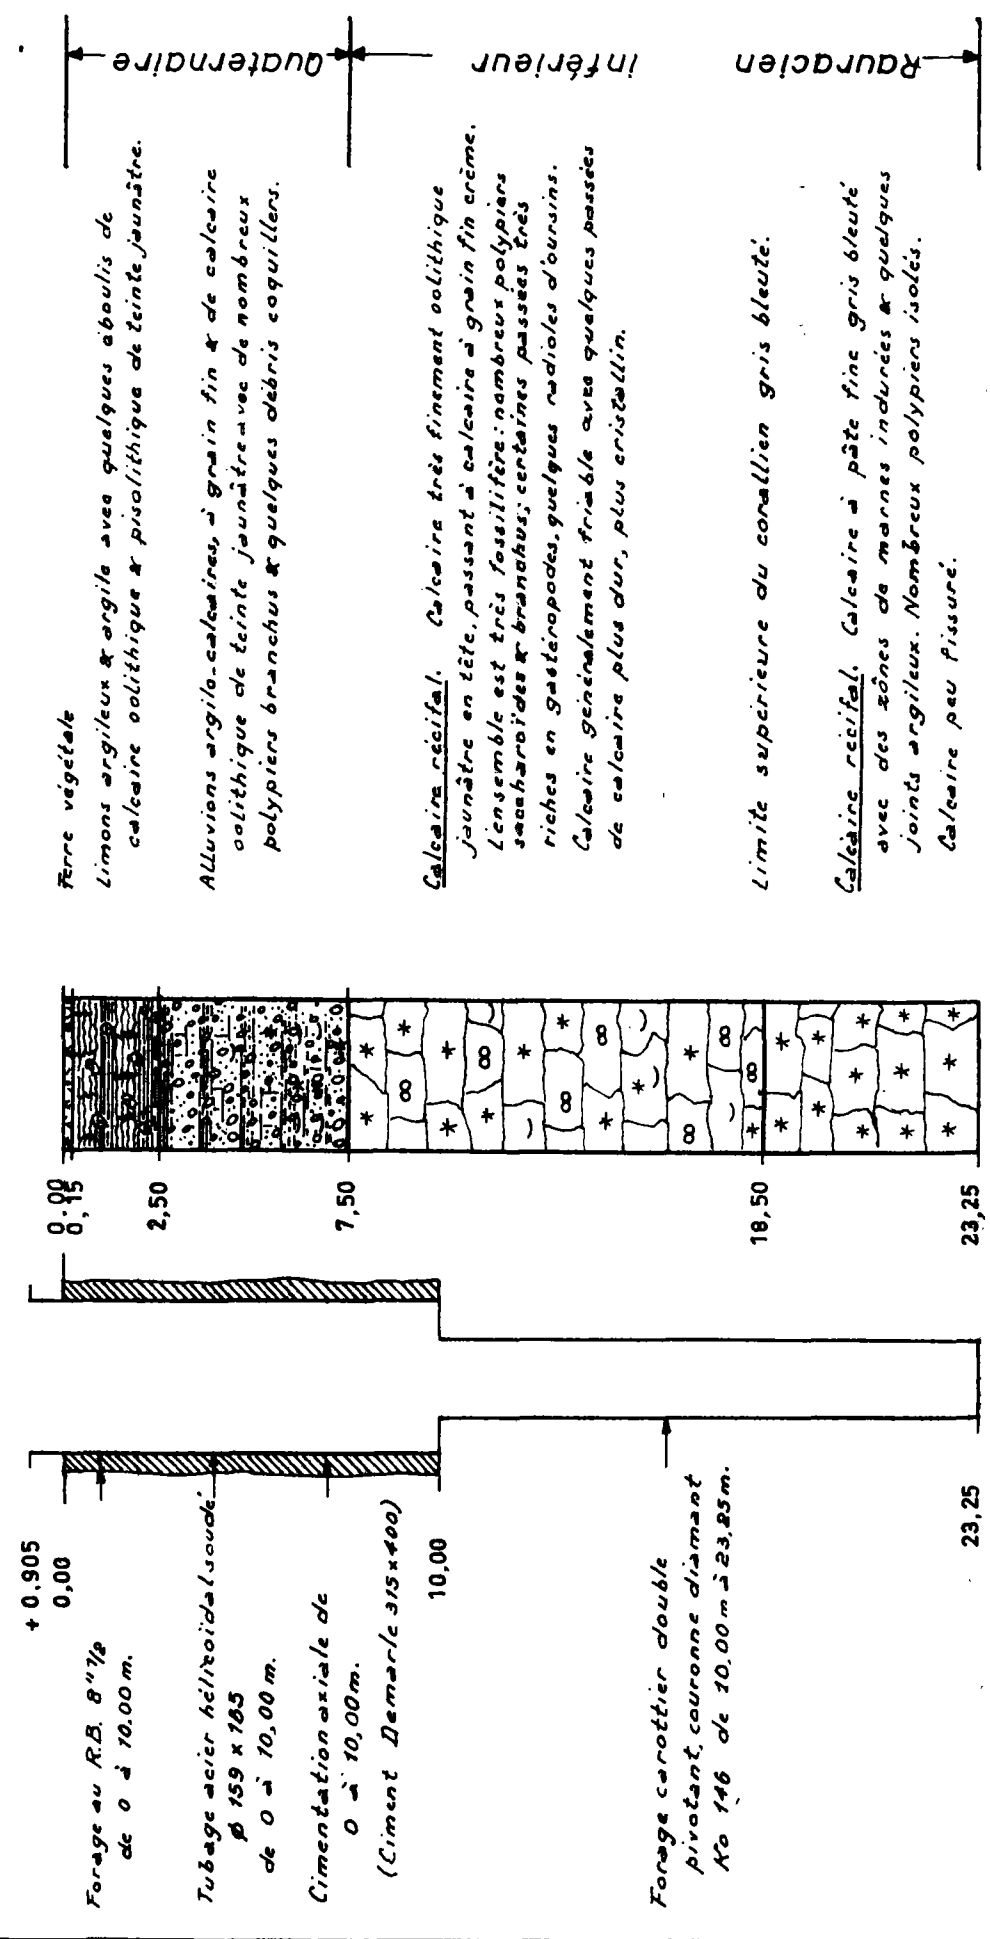 + 0.905
0,00
Forage au R.B. 8"1/2
de 0 à 10.00 m.
Tubage acier hélicoïdal soudé
ø 159 x 165
de 0 à 10,00 m.
Cimentation axiale de
0 à 10,00 m.
(Ciment Demarle 315 x 400)
10,00
Forage carottier double
pivotant, couronne diamant
Ko 146 de 10,00 m à 23,25 m.
23,25
0.00
0,15
2,50
7,50
18,50
23,25
Terre végétale
Limons argileux & argile avec quelques éboulis de
calcaire oolithique & pisolithique de teinte jaunâtre.
Alluvions argilo-calcaires, à grain fin & de calcaire
oolithique de teinte jaunâtre avec de nombreux
polypiers branchus & quelques débris coquillers.
Calcaire récifal. Calcaire très finement oolithique
jaunâtre en tête, passant à calcaire à grain fin crème.
L'ensemble est très fossilifère: nombreux polypiers
saccharoïdes & branchus; certaines passées très
riches en gastéropodes, quelques radioles d'oursins.
Calcaire généralement friable avec quelques passées
de calcaire plus dur, plus cristallin.
Limite supérieure du corallien gris bleuté.
Calcaire récifal. Calcaire à pâte fine gris bleuté
avec des zônes de marnes indurées & quelques
joints argileux. Nombreux polypiers isolés.
Calcaire peu fissuré.
Quaternaire
Rauracien inférieur